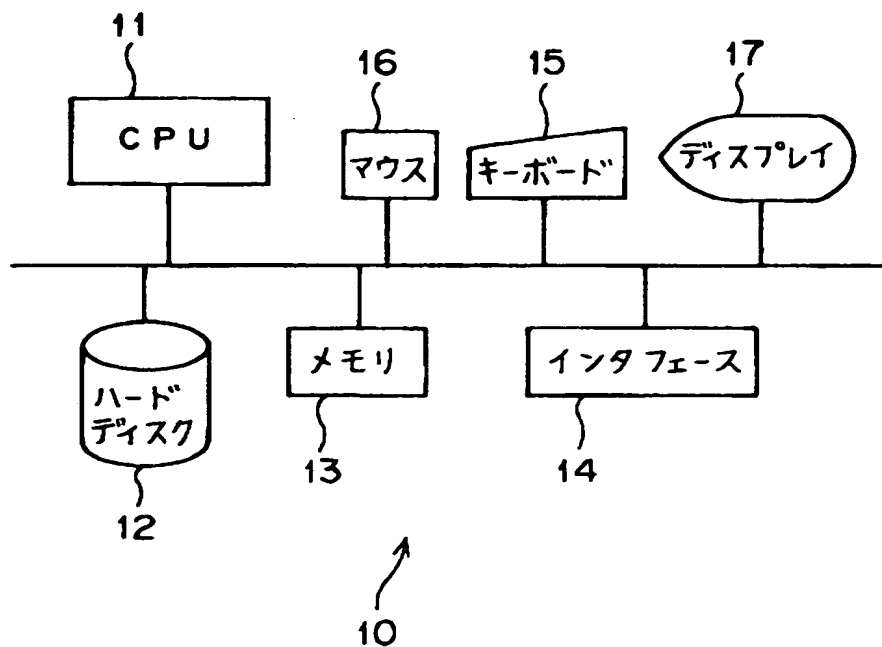 11
16
15
17
CPU
マウス
キーボード
ディスプレイ
ハード
ディスク
メモリ
インタフェース
12
13
14
10